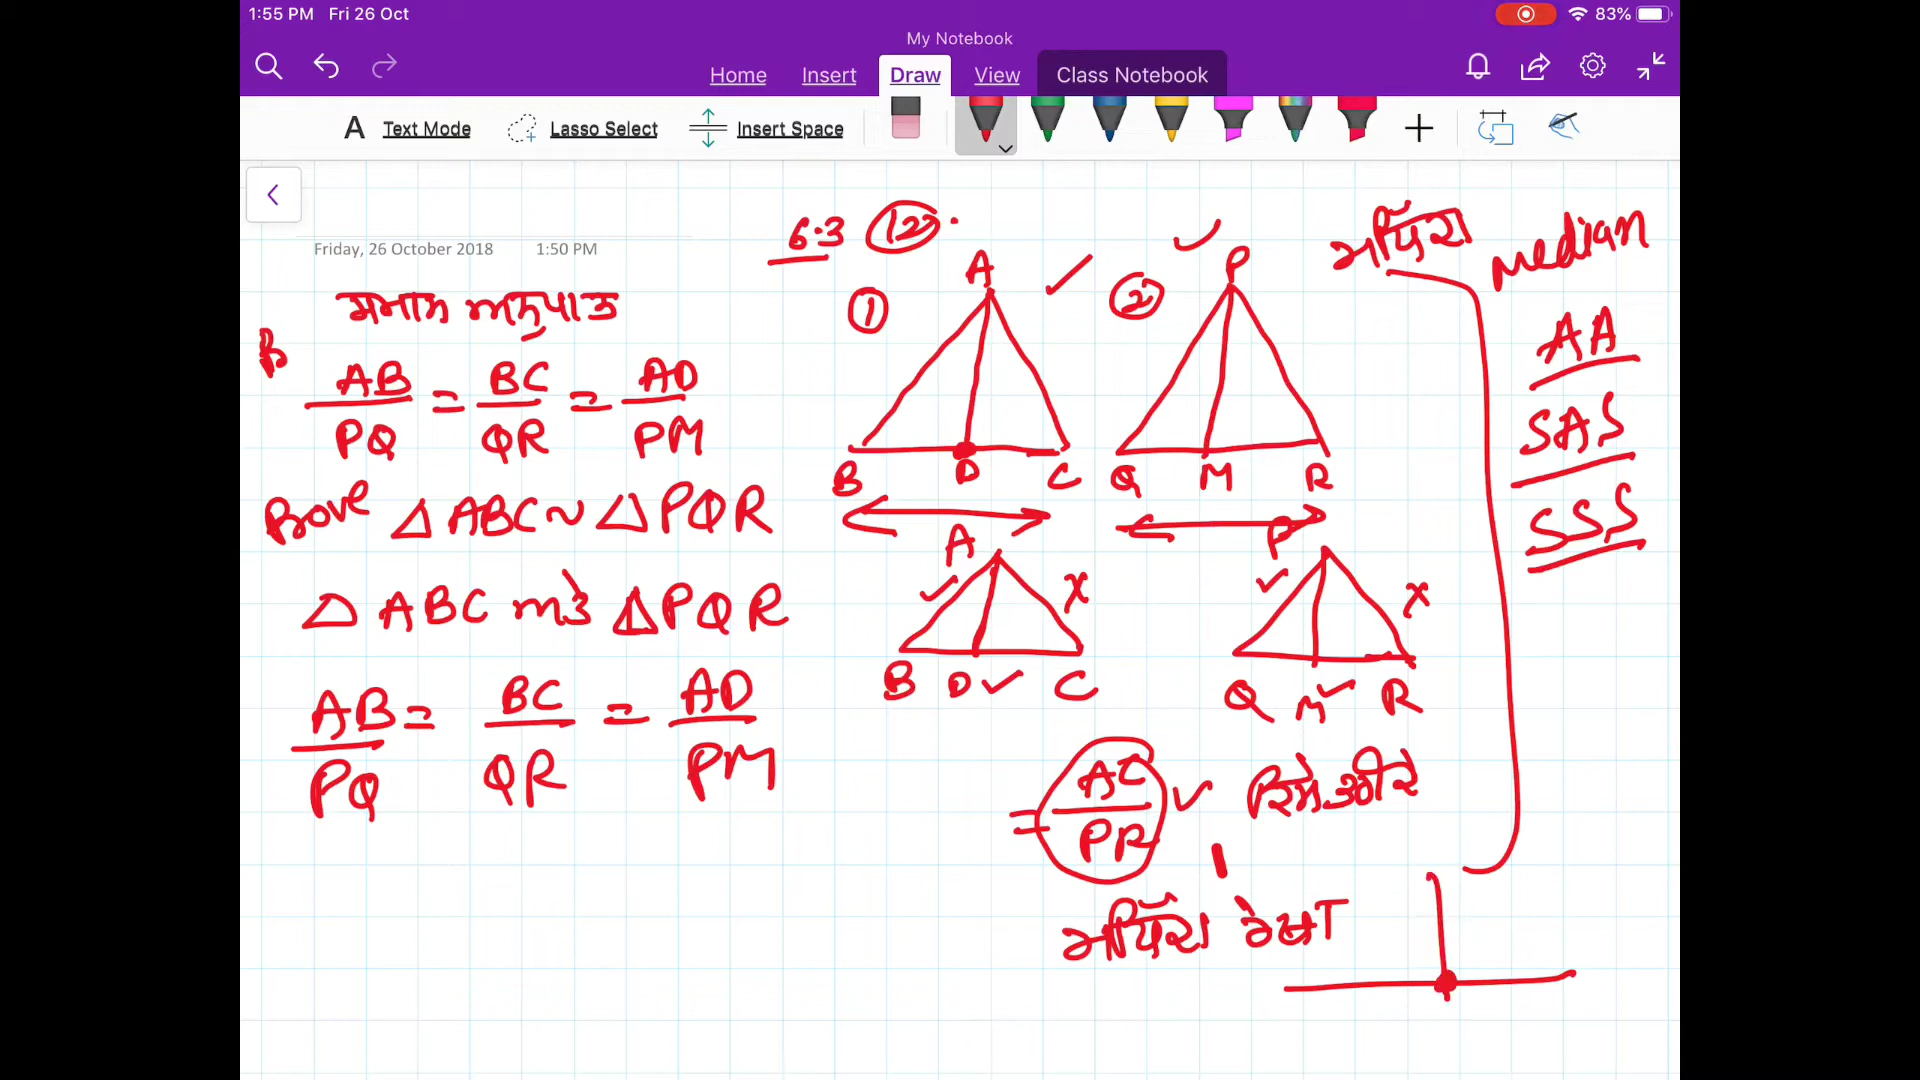 1:55 PM Fri 26 Oct
83%
My Notebook
Home Insert Draw View Class Notebook
A Text Mode Lasso Select Insert Space
Friday, 26 October 2018 1:50 PM
6.3 (12).
median
AA
SAS
SSS
समान अनुपात
AB/PQ = BC/QR = AD/PM
Prove △ABC ~ △PQR
△ABC △PQR
AB/PQ = BC/QR = AD/PM
① A B D C
② P Q M R
A B D ✓ C
P Q M ✓ R
= AC/PR ✓
रेखा